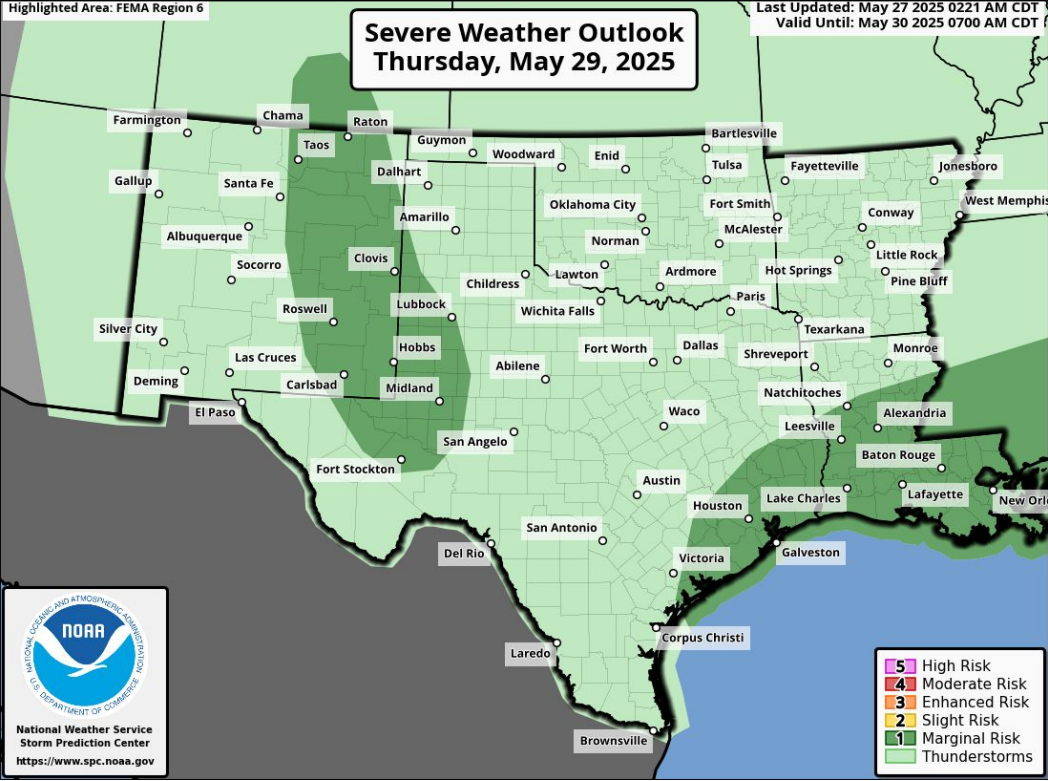 Highlighted Area: FEMA Region 6
Severe Weather Outlook
Thursday, May 29, 2025
Last Updated: May 27 2025 0221 AM CDT
Valid Until: May 30 2025 0700 AM CDT
Farmington
Chama
Raton
Taos
Guymon
Bartlesville
Woodward
Enid
Tulsa
Fayetteville
Jonesboro
Gallup
Santa Fe
Dalhart
West Memphis
Albuquerque
Amarillo
Oklahoma City
Fort Smith
Conway
Norman
McAlester
Little Rock
Socorro
Clovis
Childress
Lawton
Ardmore
Hot Springs
Pine Bluff
Roswell
Lubbock
Wichita Falls
Paris
Silver City
Texarkana
Las Cruces
Hobbs
Abilene
Fort Worth
Dallas
Shreveport
Monroe
Deming
Carlsbad
Midland
Natchitoches
El Paso
San Angelo
Waco
Leesville
Alexandria
Fort Stockton
Baton Rouge
Austin
Houston
Lake Charles
Lafayette
New Orl
San Antonio
Del Rio
Victoria
Galveston
Laredo
Corpus Christi
Brownsville
NATIONAL OCEANIC AND ATMOSPHERIC ADMINISTRATION
NOAA
U.S. DEPARTMENT OF COMMERCE
National Weather Service
Storm Prediction Center
https://www.spc.noaa.gov
5 High Risk
4 Moderate Risk
3 Enhanced Risk
2 Slight Risk
1 Marginal Risk
Thunderstorms